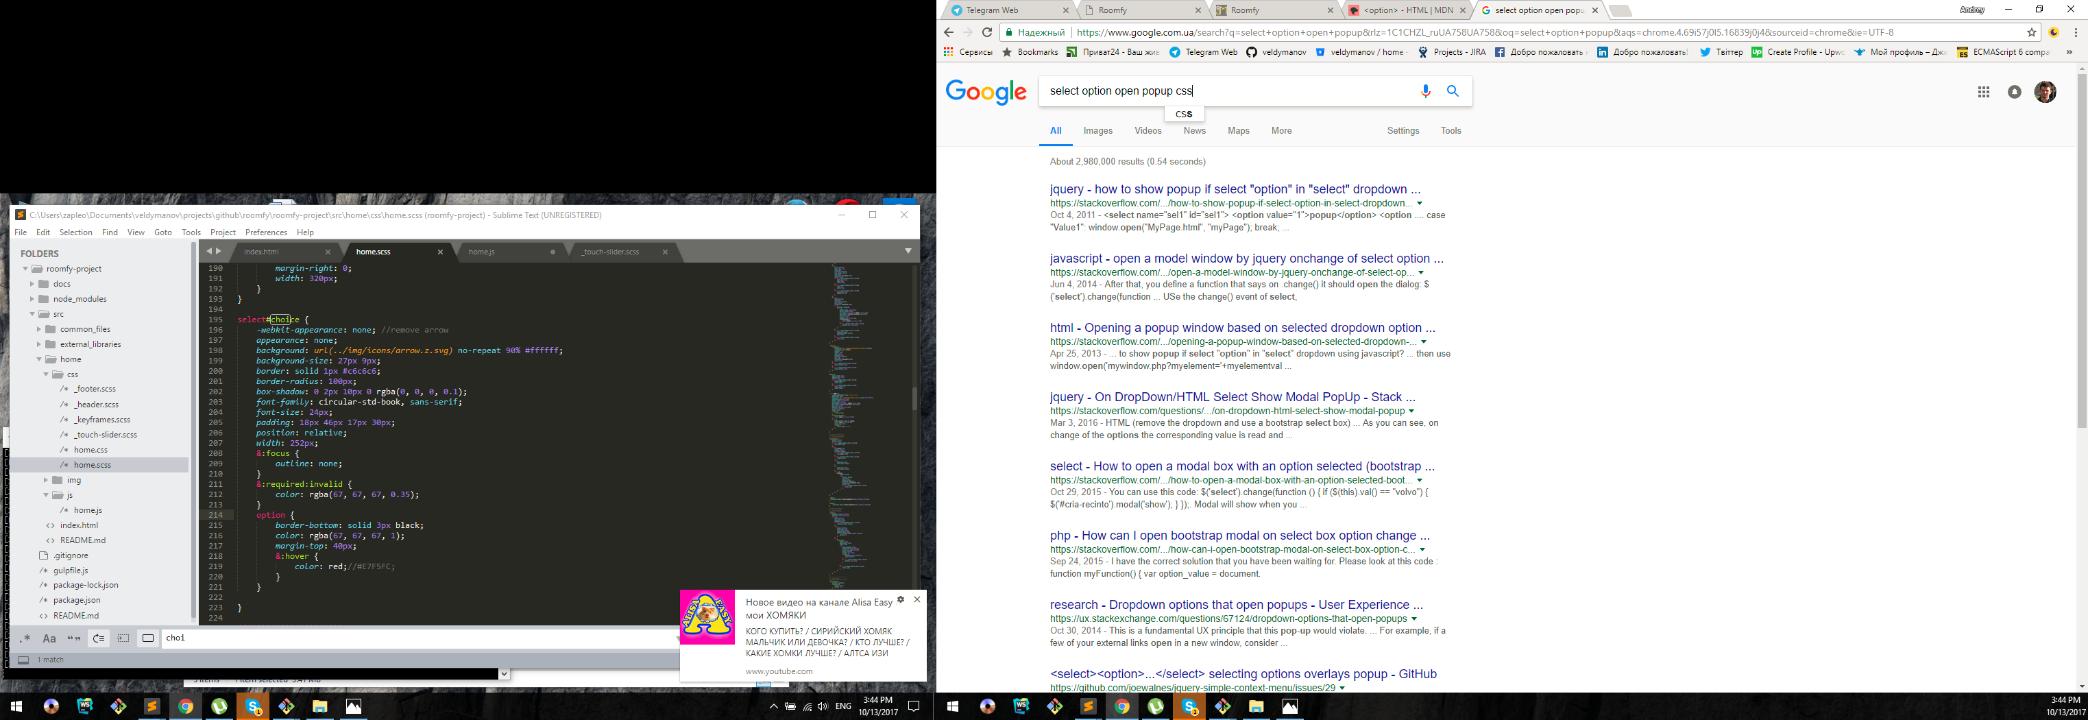 C:\Users\zapleo\Documents\veldymanov\projects\github\roomfy\roomfy-project\src\home\css\home.scss (roomfy-project) - Sublime Text (UNREGISTERED)
File Edit Selection Find View Goto Tools Project Preferences Help
FOLDERS
roomfy-project
docs
node_modules
src
common_files
external_libraries
home
css
/* _footer.scss
/* _header.scss
/* _keyframes.scss
/* _touch-slider.scss
/* home.css
/* home.scss
img
js
/* home.js
<> index.html
<> README.md
.gitignore
/* gulpfile.js
/* package-lock.json
/* package.json
<> README.md
index.html home.scss home.js _touch-slider.scss
190 margin-right: 0;
191 width: 320px;
192 }
193 }
194
195 select#choice {
196 -webkit-appearance: none; //remove arrow
197 appearance: none;
198 background: url(../img/icons/arrow.z.svg) no-repeat 90% #ffffff;
199 background-size: 27px 9px;
200 border: solid 1px #c6c6c6;
201 border-radius: 100px;
202 box-shadow: 0 2px 10px 0 rgba(0, 0, 0, 0.1);
203 font-family: circular-std-book, sans-serif;
204 font-size: 24px;
205 padding: 18px 46px 17px 30px;
206 position: relative;
207 width: 252px;
208 &:focus {
209 outline: none;
210 }
211 &:required:invalid {
212 color: rgba(67, 67, 67, 0.35);
213 }
214 option {
215 border-bottom: solid 3px black;
216 color: rgba(67, 67, 67, 1);
217 margin-top: 40px;
218 &:hover {
219 color: red;//#E7F5FC;
220 }
221 }
222
223 }
224
.* Aa “” choi
1 match
Новое видео на канале Alisa Easy
мои ХОМЯКИ
КОГО КУПИТЬ? / СИРИЙСКИЙ ХОМЯК
МАЛЬЧИК ИЛИ ДЕВОЧКА? / КТО ЛУЧШЕ? /
КАКИЕ ХОМКИ ЛУЧШЕ? / АЛТСА ИЗИ
www.youtube.com
ALISA EASY
ENG 3:44 PM
10/13/2017
Telegram Web Roomfy Roomfy <option> - HTML | MDN select option open popu
Andrey
Надежный https://www.google.com.ua/search?q=select+option+open+popup&rlz=1C1CHZL_ruUA758UA758&oq=select+option+popup&aqs=chrome.4.69i57j0l5.16839j0j4&sourceid=chrome&ie=UTF-8
Сервисы Bookmarks Приват24 - Ваш жив Telegram Web veldymanov veldymanov / home Projects - JIRA Добро пожаловать Добро пожаловать! Твіттер Create Profile - Upwo Мой профиль – Джи ECMAScript 6 compa »
Google select option open popup css
css
All Images Videos News Maps More Settings Tools
About 2,980,000 results (0.54 seconds)
jquery - how to show popup if select "option" in "select" dropdown ...
https://stackoverflow.com/.../how-to-show-popup-if-select-option-in-select-dropdown...
Oct 4, 2011 - <select name="sel1" id="sel1"> <option value="1">popup</option> <option .... case
"Value1": window.open("MyPage.html", "myPage"); break; ...
javascript - open a model window by jquery onchange of select option ...
https://stackoverflow.com/.../open-a-model-window-by-jquery-onchange-of-select-op...
Jun 4, 2014 - After that, you define a function that says on .change() it should open the dialog: $
('select').change(function ... USe the change() event of select,
html - Opening a popup window based on selected dropdown option ...
https://stackoverflow.com/.../opening-a-popup-window-based-on-selected-dropdown-...
Apr 25, 2013 - ... to show popup if select "option" in "select" dropdown using javascript? ... then use
window.open('mywindow.php?myelement='+myelementval ...
jquery - On DropDown/HTML Select Show Modal PopUp - Stack ...
https://stackoverflow.com/questions/.../on-dropdown-html-select-show-modal-popup
Mar 3, 2016 - HTML (remove the dropdown and use a bootstrap select box) ... As you can see, on
change of the options the corresponding value is read and ...
select - How to open a modal box with an option selected (bootstrap ...
https://stackoverflow.com/.../how-to-open-a-modal-box-with-an-option-selected-boot...
Oct 29, 2015 - You can use this code: $('select').change(function () { if ($(this).val() == "volvo") {
$('#cria-recinto').modal('show'); } }); Modal will show when you ...
php - How can I open bootstrap modal on select box option change ...
https://stackoverflow.com/.../how-can-i-open-bootstrap-modal-on-select-box-option-c...
Sep 24, 2015 - I have the correct solution that you have been waiting for. Please look at this code :
function myFunction() { var option_value = document.
research - Dropdown options that open popups - User Experience ...
https://ux.stackexchange.com/questions/67124/dropdown-options-that-open-popups
Oct 30, 2014 - This is a fundamental UX principle that this pop-up would violate. ... For example, if a
few of your external links open in a new window, consider ...
<select><option>...</select> selecting options overlays popup - GitHub
https://github.com/joewalnes/jquery-simple-context-menu/issues/29
3:44 PM
10/13/2017